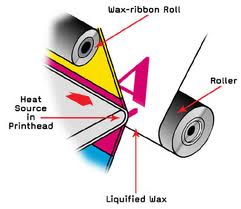 Wax-ribbon Roll
A
Roller
Heat
Source
in
Printhead
Liquified Wax